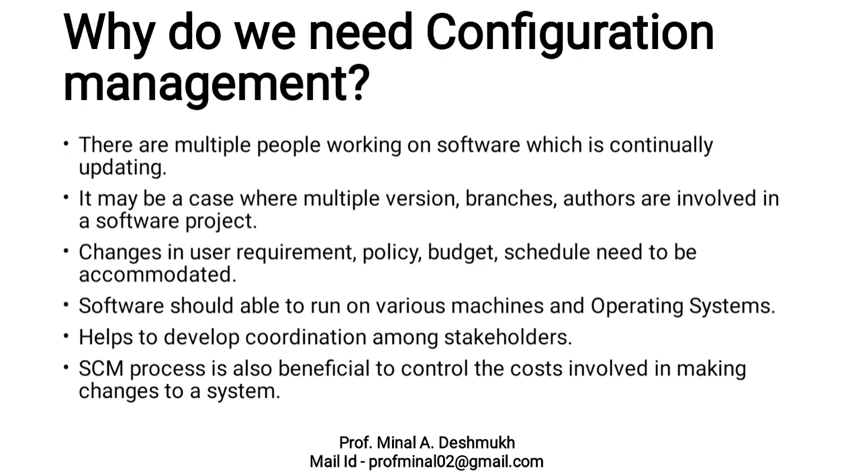 Why do we need Configuration
management?
• There are multiple people working on software which is continually
updating.
• It may be a case where multiple version, branches, authors are involved in
a software project.
• Changes in user requirement, policy, budget, schedule need to be
accommodated.
• Software should able to run on various machines and Operating Systems.
• Helps to develop coordination among stakeholders.
• SCM process is also beneficial to control the costs involved in making
changes to a system.
Prof. Minal A. Deshmukh
Mail Id - profminal02@gmail.com